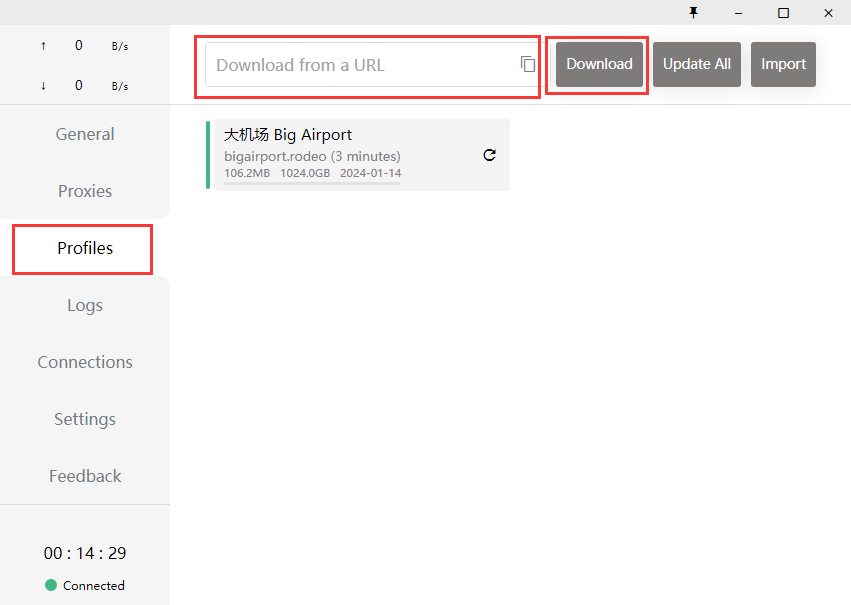 ↑ 0 B/s
↓ 0 B/s
General
Proxies
Profiles
Logs
Connections
Settings
Feedback
00 : 14 : 29
Connected
Download from a URL
Download
Update All
Import
大机场 Big Airport
bigairport.rodeo (3 minutes)
106.2MB 1024.0GB 2024-01-14